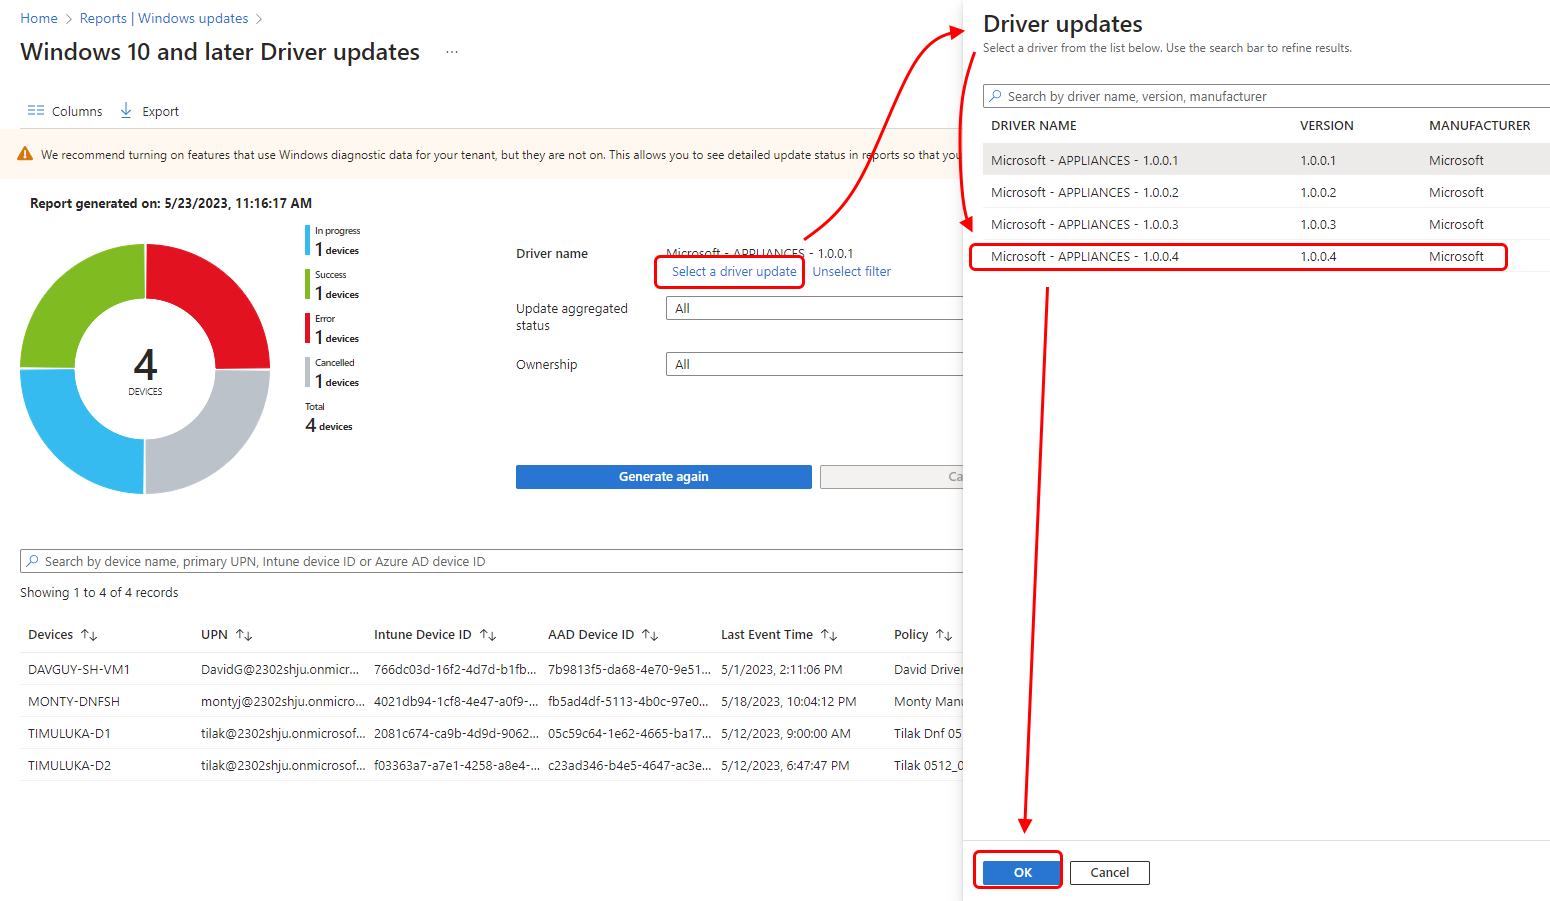 Home > Reports | Windows updates >
Windows 10 and later Driver updates ...
Columns Export
We recommend turning on features that use Windows diagnostic data for your tenant, but they are not on. This allows you to see detailed update status in reports so that you
Report generated on: 5/23/2023, 11:16:17 AM
4
DEVICES
In progress
1 devices
Success
1 devices
Error
1 devices
Cancelled
1 devices
Total
4 devices
Driver name Microsoft - APPLIANCES - 1.0.0.1
Select a driver update Unselect filter
Update aggregated All
status
Ownership All
Generate again Ca
Search by device name, primary UPN, Intune device ID or Azure AD device ID
Showing 1 to 4 of 4 records
Devices ↑↓ UPN ↑↓ Intune Device ID ↑↓ AAD Device ID ↑↓ Last Event Time ↑↓ Policy ↑↓
DAVGUY-SH-VM1 DavidG@2302shju.onmicr... 766dc03d-16f2-4d7d-b1fb... 7b9813f5-da68-4e70-9e51... 5/1/2023, 2:11:06 PM David Driver
MONTY-DNFSH montyj@2302shju.onmicro... 4021db94-1cf8-4e47-a0f9-... fb5ad4df-5113-4b0c-97e0... 5/18/2023, 10:04:12 PM Monty Manu
TIMULUKA-D1 tilak@2302shju.onmicrosof... 2081c674-ca9b-4d9d-9062... 05c59c64-1e62-4665-ba17... 5/12/2023, 9:00:00 AM Tilak Dnf 05
TIMULUKA-D2 tilak@2302shju.onmicrosof... f03363a7-a7e1-4258-a8e4-... c23ad346-b4e5-4647-ac3e... 5/12/2023, 6:47:47 PM Tilak 0512_0
Driver updates
Select a driver from the list below. Use the search bar to refine results.
Search by driver name, version, manufacturer
DRIVER NAME VERSION MANUFACTURER
Microsoft - APPLIANCES - 1.0.0.1 1.0.0.1 Microsoft
Microsoft - APPLIANCES - 1.0.0.2 1.0.0.2 Microsoft
Microsoft - APPLIANCES - 1.0.0.3 1.0.0.3 Microsoft
Microsoft - APPLIANCES - 1.0.0.4 1.0.0.4 Microsoft
OK Cancel